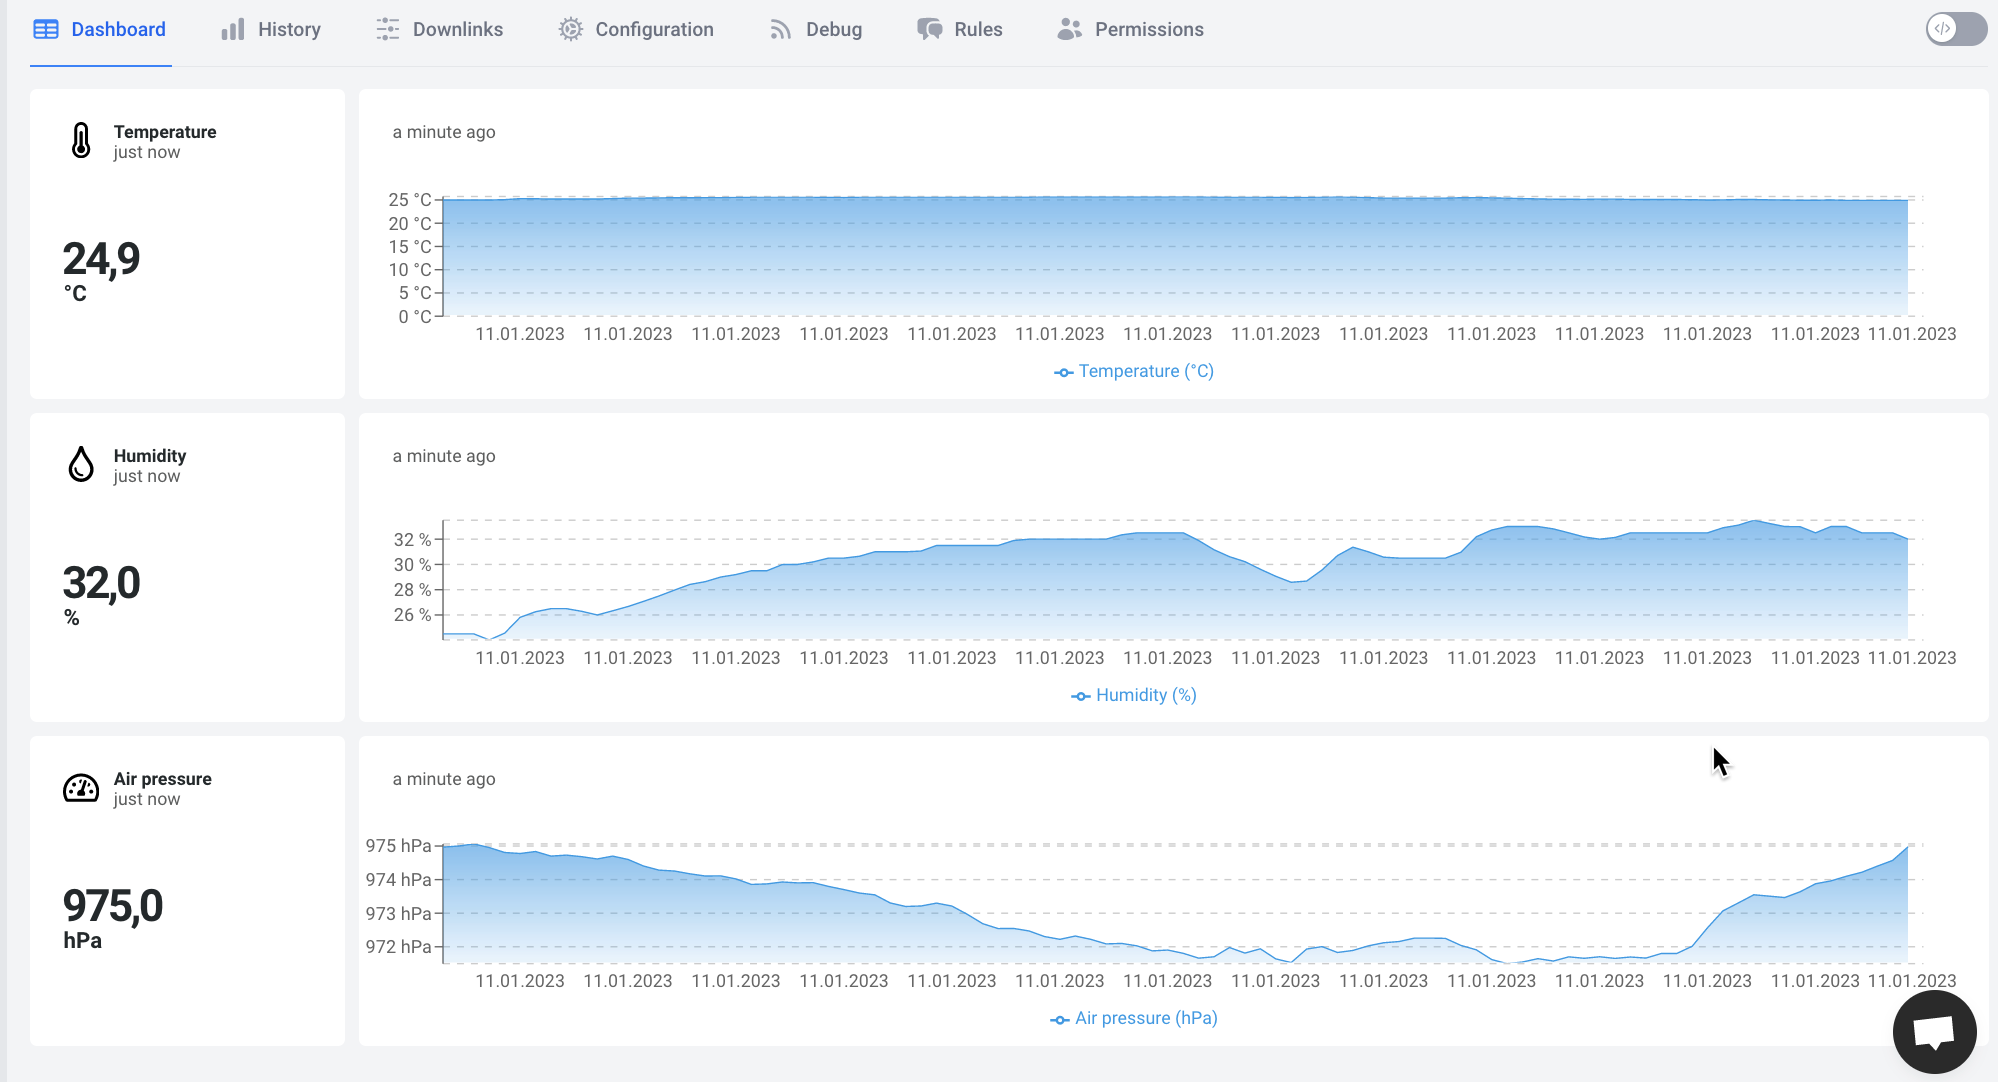 Dashboard History Downlinks Configuration Debug Rules Permissions
Temperature
just now
24,9
°C
a minute ago
25 °C
20 °C
15 °C
10 °C
5 °C
0 °C
11.01.2023 11.01.2023 11.01.2023 11.01.2023 11.01.2023 11.01.2023 11.01.2023 11.01.2023 11.01.2023 11.01.2023 11.01.2023 11.01.2023 11.01.2023 11.01.2023
Temperature (°C)
Humidity
just now
32,0
%
a minute ago
32 %
30 %
28 %
26 %
11.01.2023 11.01.2023 11.01.2023 11.01.2023 11.01.2023 11.01.2023 11.01.2023 11.01.2023 11.01.2023 11.01.2023 11.01.2023 11.01.2023 11.01.2023 11.01.2023
Humidity (%)
Air pressure
just now
975,0
hPa
a minute ago
975 hPa
974 hPa
973 hPa
972 hPa
11.01.2023 11.01.2023 11.01.2023 11.01.2023 11.01.2023 11.01.2023 11.01.2023 11.01.2023 11.01.2023 11.01.2023 11.01.2023 11.01.2023 11.01.2023 11.01.2023
Air pressure (hPa)